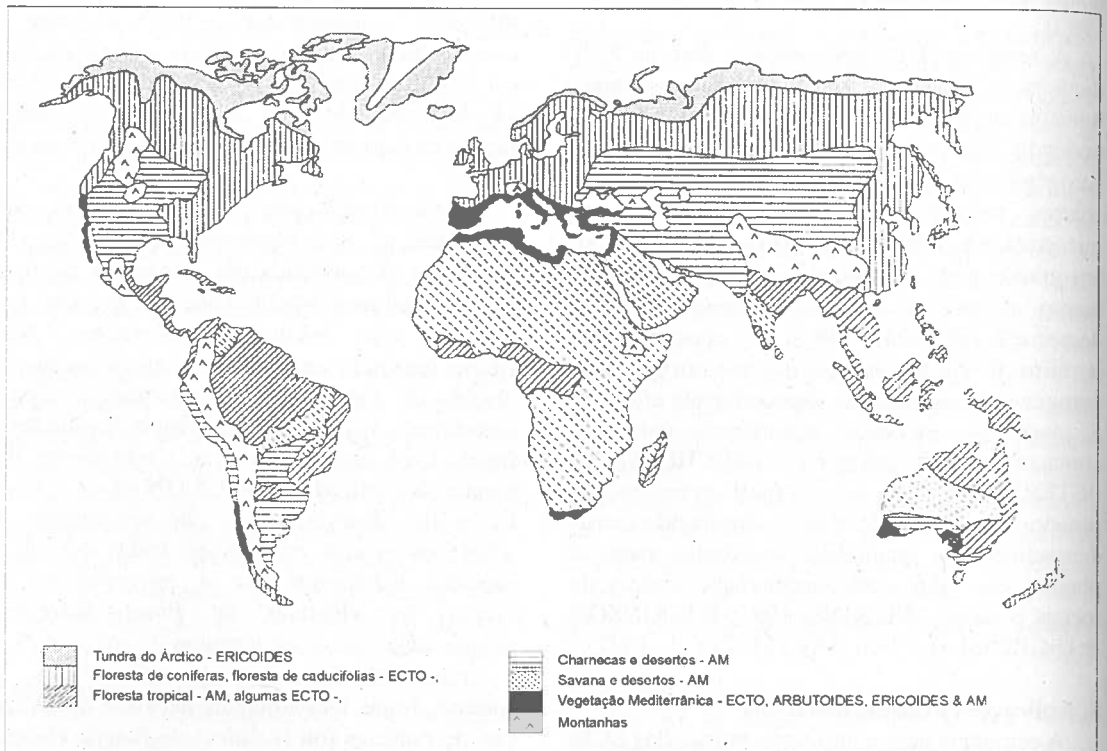 Tundra do Árctico - ERICOIDES
Floresta de coníferas, floresta de caducifolias - ECTO -.
Floresta tropical - AM, algumas ECTO -.
Charnecas e desertos - AM
Savana e desertos - AM
Vegetação Mediterrânica - ECTO, ARBUTOIDES, ERICOIDES & AM
Montanhas